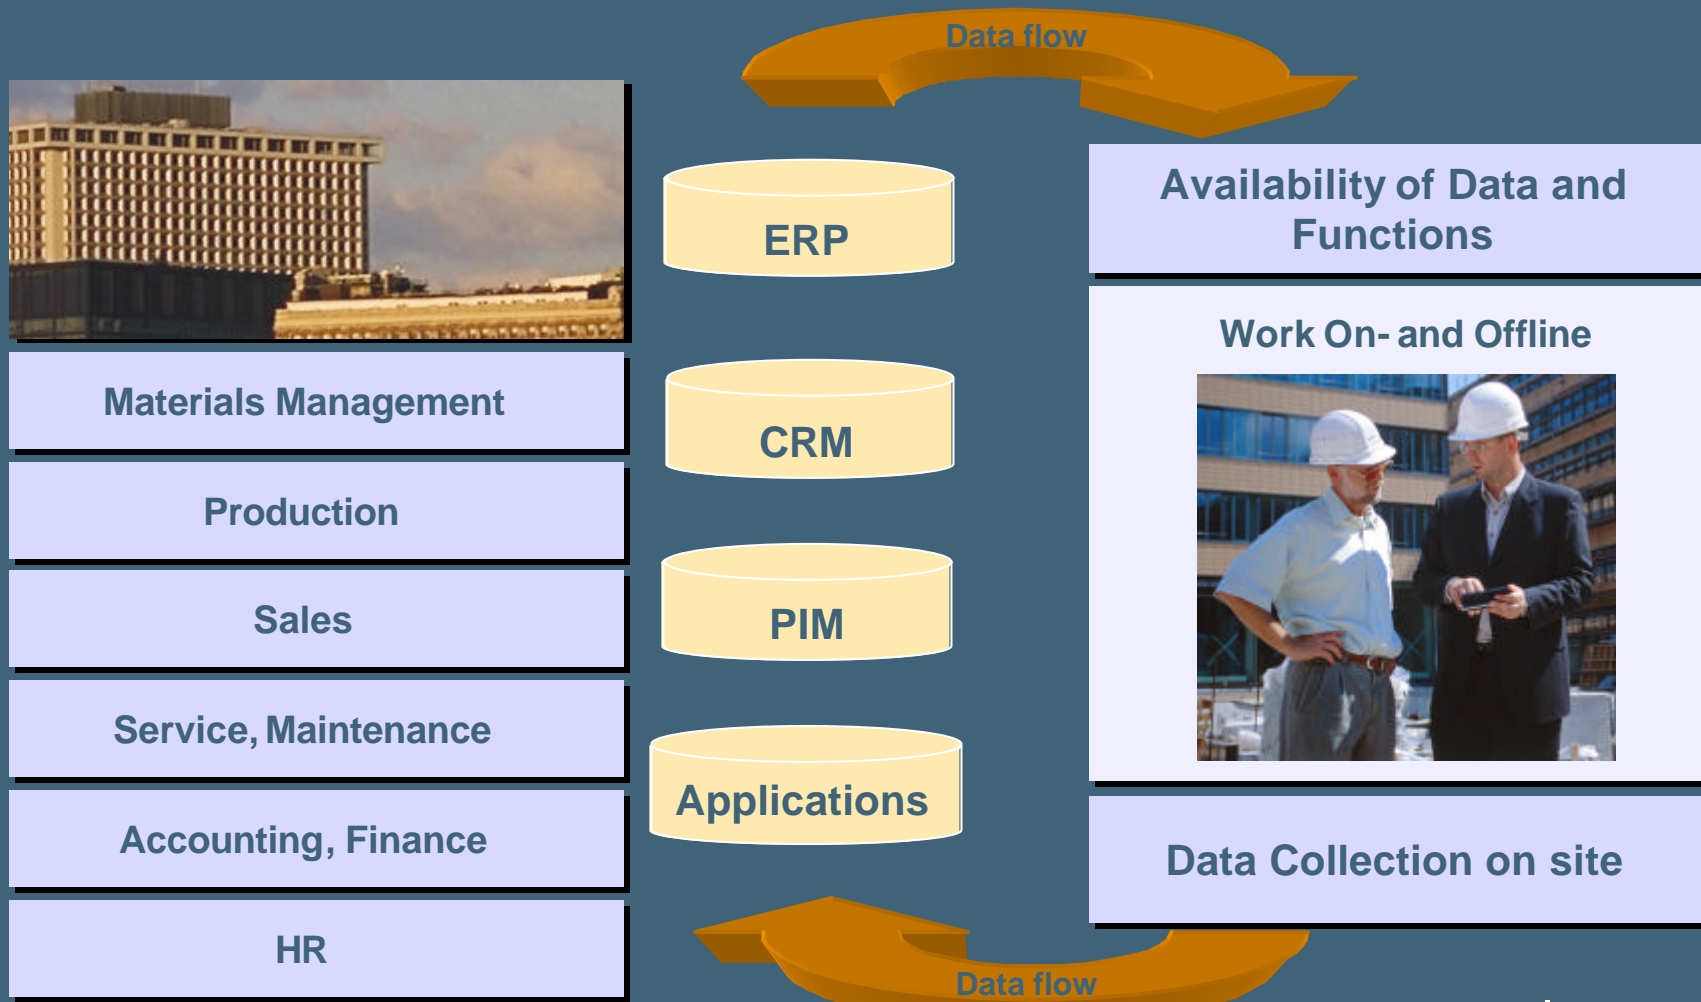 Data flow
Materials Management
Production
Sales
Service, Maintenance
Accounting, Finance
HR
ERP
CRM
PIM
Applications
Availability of Data and
Functions
Work On- and Offline
Data Collection on site
Data flow